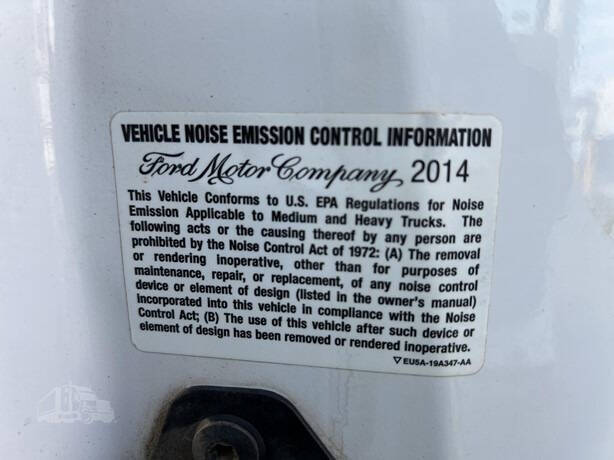 VEHICLE NOISE EMISSION CONTROL INFORMATION
Ford Motor Company 2014
This Vehicle Conforms to U.S. EPA Regulations for Noise
Emission Applicable to Medium and Heavy Trucks. The
following acts or the causing thereof by any person are
prohibited by the Noise Control Act of 1972: (A) The removal
or rendering inoperative, other than for purposes of
maintenance, repair, or replacement, of any noise control
device or element of design (listed in the owner's manual)
Incorporated into this vehicle in compliance with the Noise
Control Act; (B) The use of this vehicle after such device or
element of design has been removed or rendered inoperative.
EU5A-19A347-AA